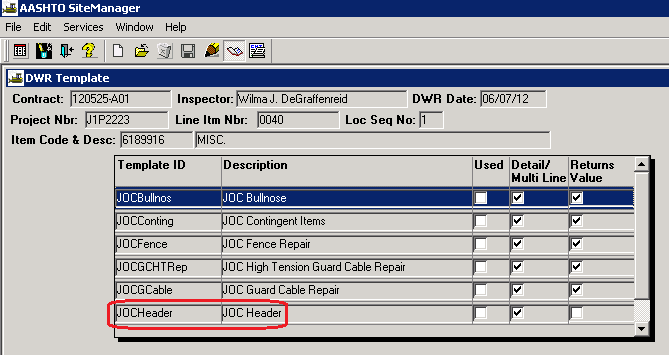 AASHTO SiteManager
File Edit Services Window Help
DWR Template
Contract: 120525-A01 Inspector: Wilma J. DeGraffenreid DWR Date: 06/07/12
Project Nbr: J1P2223 Line Itm Nbr: 0040 Loc Seq No: 1
Item Code & Desc: 6189916 MISC.
Template ID Description Used Detail/ Multi Line Returns Value
JOCBullnos JOC Bullnose
JOCConting JOC Contingent Items
JOCFence JOC Fence Repair
JOCGCHTRep JOC High Tension Guard Cable Repair
JOCGCable JOC Guard Cable Repair
JOCHeader JOC Header